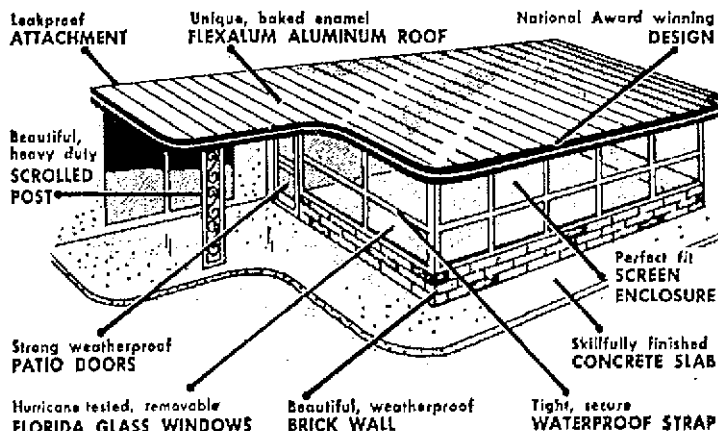 Leakproof
ATTACHMENT
Unique, baked enamel
FLEXALUM ALUMINUM ROOF
National Award winning
DESIGN
Beautiful,
heavy duty
SCROLLED
POST
Perfect fit
SCREEN
ENCLOSURE
Strong weatherproof
PATIO DOORS
Skillfully finished
CONCRETE SLAB
Hurricane tested, removable
FLORIDA GLASS WINDOWS
Beautiful, weatherproof
BRICK WALL
Tight, secure
WATERPROOF STRAP